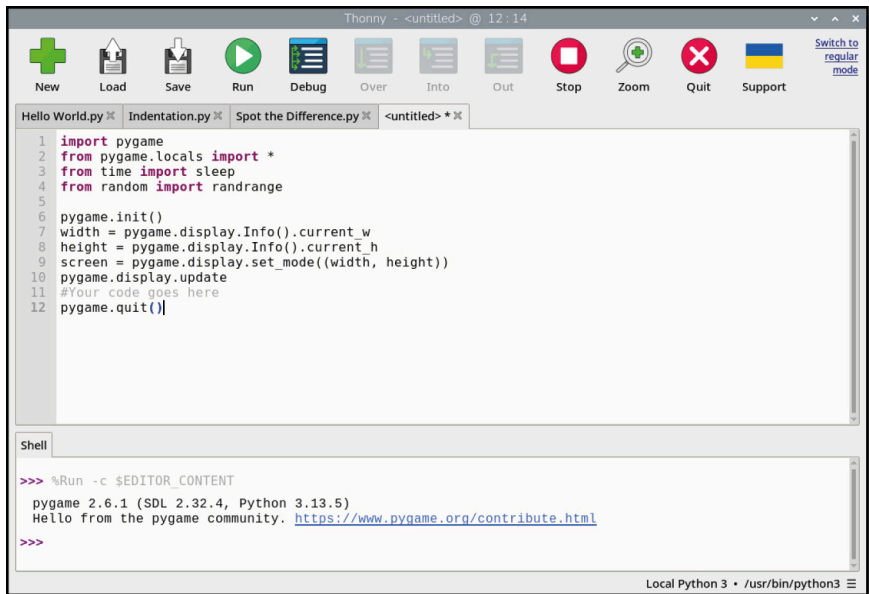 Thonny - <untitled> @ 12:14
New Load Save Run Debug Over Into Out Stop Zoom Quit Support
Switch to
regular
mode
Hello World.py Indentation.py Spot the Difference.py <untitled> *
1 import pygame
2 from pygame.locals import *
3 from time import sleep
4 from random import randrange
5
6 pygame.init()
7 width = pygame.display.Info().current_w
8 height = pygame.display.Info().current_h
9 screen = pygame.display.set_mode((width, height))
10 pygame.display.update
11 #Your code goes here
12 pygame.quit()
Shell
>>> %Run -c $EDITOR_CONTENT
pygame 2.6.1 (SDL 2.32.4, Python 3.13.5)
Hello from the pygame community. https://www.pygame.org/contribute.html
>>>
Local Python 3 • /usr/bin/python3 ☰